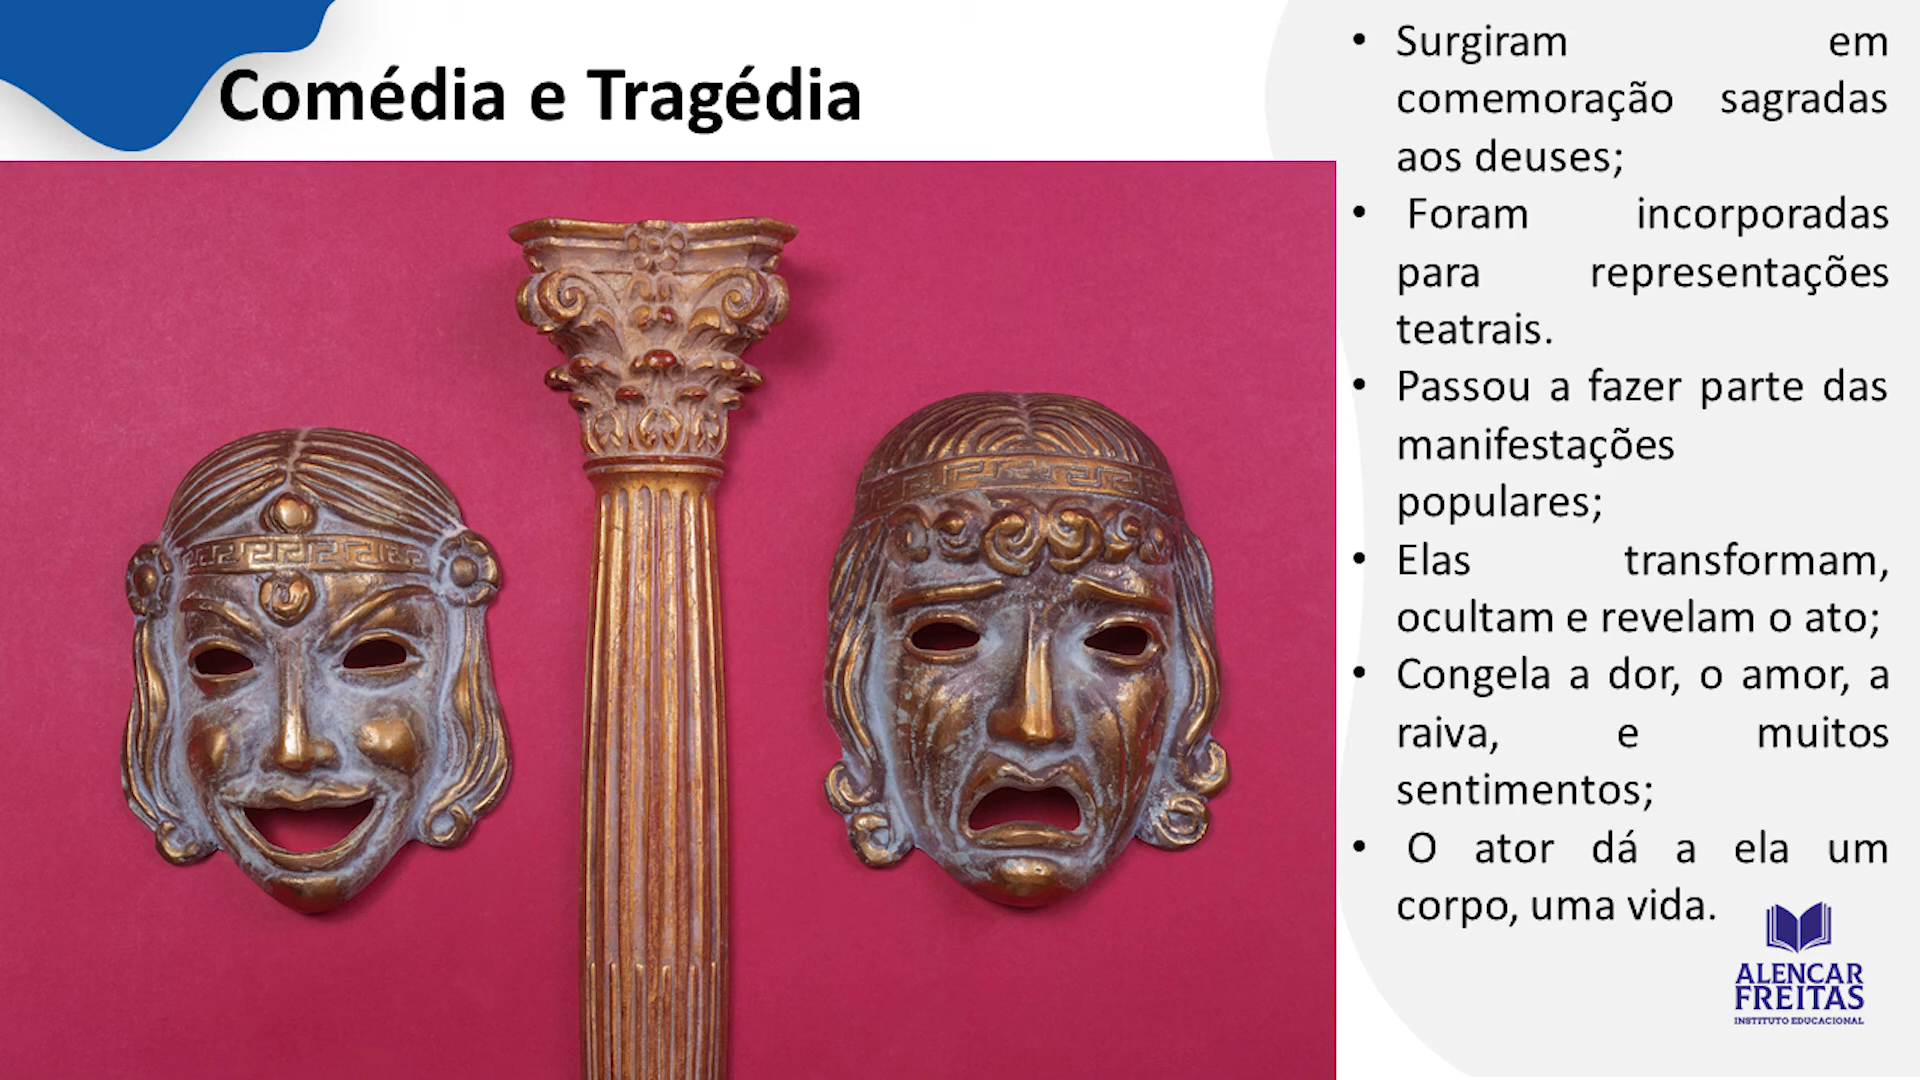 Comédia e Tragédia
• Surgiram em
comemoração sagradas
aos deuses;
• Foram incorporadas
para representações
teatrais.
• Passou a fazer parte das
manifestações
populares;
• Elas transformam,
ocultam e revelam o ato;
• Congela a dor, o amor, a
raiva, e muitos
sentimentos;
• O ator dá a ela um
corpo, uma vida.
ALENCAR
FREITAS
INSTITUTO EDUCACIONAL